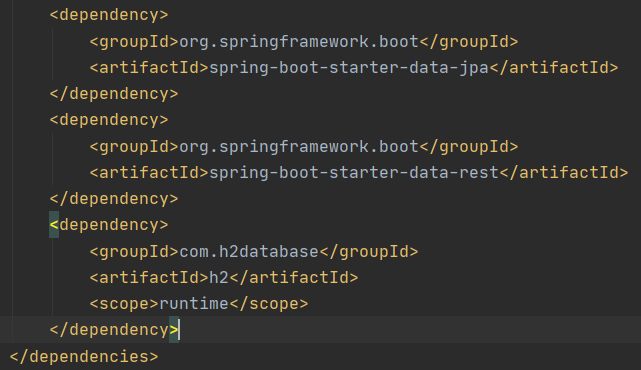 <dependency>
<groupId>org.springframework.boot</groupId>
<artifactId>spring-boot-starter-data-jpa</artifactId>
</dependency>
<dependency>
<groupId>org.springframework.boot</groupId>
<artifactId>spring-boot-starter-data-rest</artifactId>
</dependency>
<dependency>
<groupId>com.h2database</groupId>
<artifactId>h2</artifactId>
<scope>runtime</scope>
</dependency>
</dependencies>